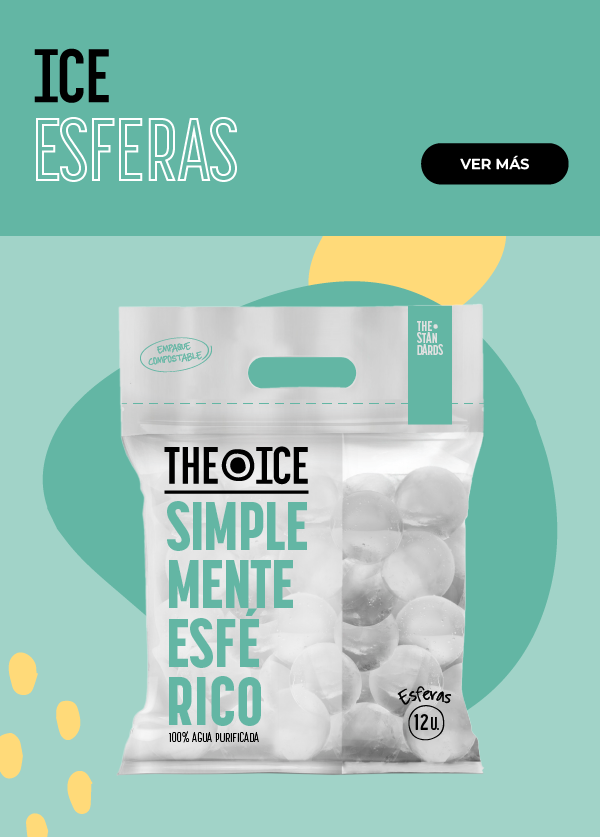 ICE
ESFERAS
VER MÁS
EMPAQUE
COMPOSTABLE
THE
STAN
DARDS
THE ICE
SIMPLE
MENTE
ESFÉ
RICO
100% AGUA PURIFICADA
Esferas
12 U.